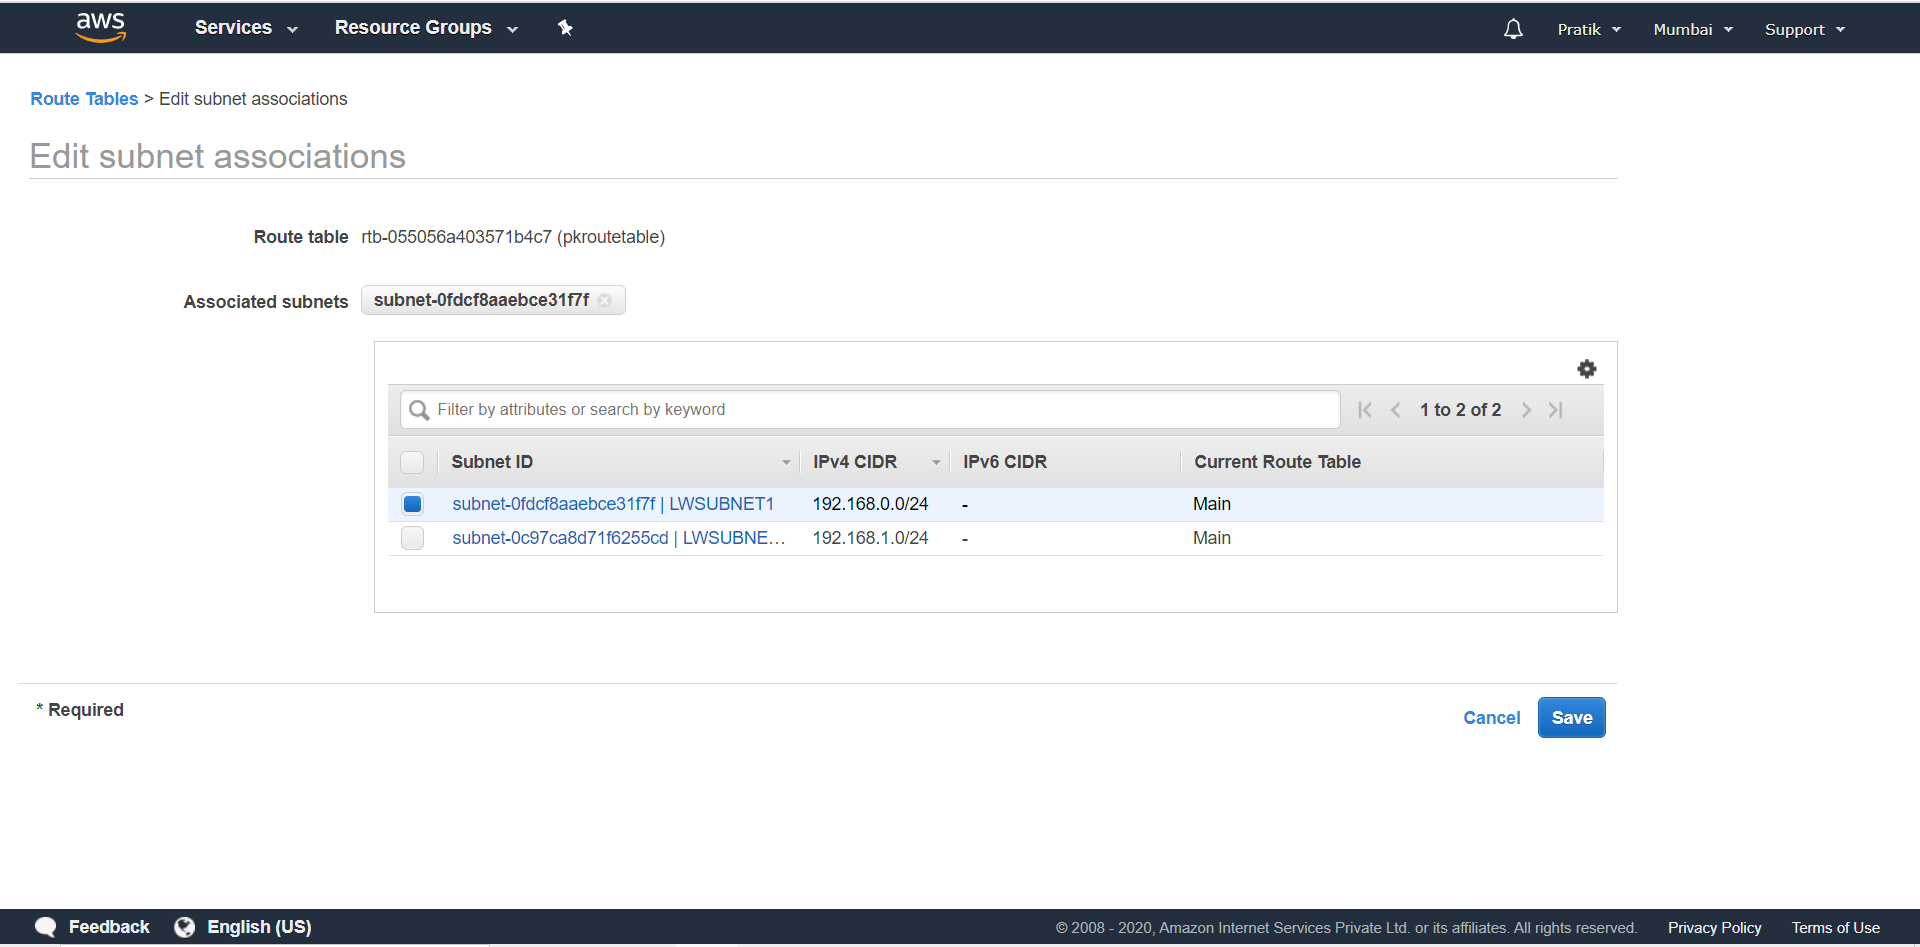 aws Services Resource Groups Pratik Mumbai Support
Route Tables > Edit subnet associations
Edit subnet associations
Route table rtb-055056a403571b4c7 (pkroutetable)
Associated subnets subnet-0fdcf8aaebce31f7f
Filter by attributes or search by keyword 1 to 2 of 2
Subnet ID IPv4 CIDR IPv6 CIDR Current Route Table
subnet-0fdcf8aaebce31f7f | LWSUBNET1 192.168.0.0/24 - Main
subnet-0c97ca8d71f6255cd | LWSUBNE... 192.168.1.0/24 - Main
* Required
Cancel Save
Feedback English (US) © 2008 - 2020, Amazon Internet Services Private Ltd. or its affiliates. All rights reserved. Privacy Policy Terms of Use